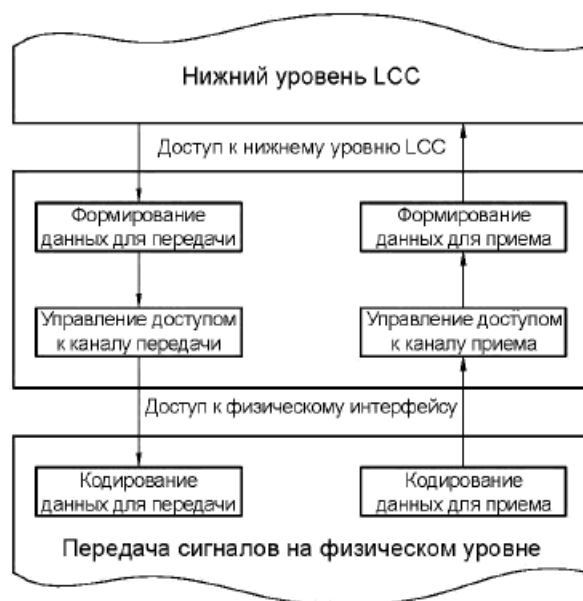 Нижний уровень LCC
Доступ к нижнему уровню LCC
Формирование
данных для передачи
Формирование
данных для приема
Управление доступом
к каналу передачи
Управление доступом
к каналу приема
Доступ к физическому интерфейсу
Кодирование
данных для передачи
Кодирование
данных для приема
Передача сигналов на физическом уровне